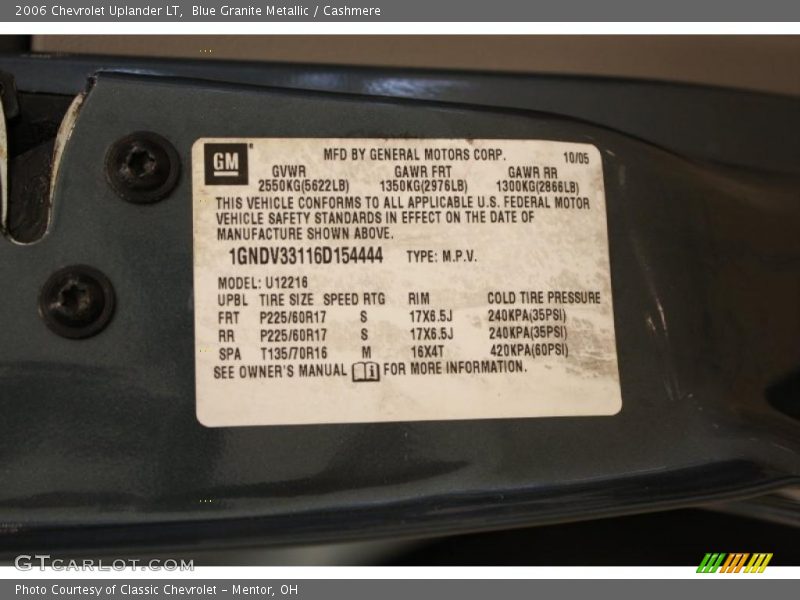 2006 Chevrolet Uplander LT, Blue Granite Metallic / Cashmere
GM MFD BY GENERAL MOTORS CORP. 10/05
GVWR GAWR FRT GAWR RR
2550KG(5622LB) 1350KG(2976LB) 1300KG(2866LB)
THIS VEHICLE CONFORMS TO ALL APPLICABLE U.S. FEDERAL MOTOR
VEHICLE SAFETY STANDARDS IN EFFECT ON THE DATE OF
MANUFACTURE SHOWN ABOVE.
1GNDV33116D154444 TYPE: M.P.V.
MODEL: U12216
UPBL TIRE SIZE SPEED RTG RIM COLD TIRE PRESSURE
FRT P225/60R17 S 17X6.5J 240KPA(35PSI)
RR P225/60R17 S 17X6.5J 240KPA(35PSI)
SPA T135/70R16 M 16X4T 420KPA(60PSI)
SEE OWNER'S MANUAL FOR MORE INFORMATION.
GTcarlot.com
Photo Courtesy of Classic Chevrolet - Mentor, OH